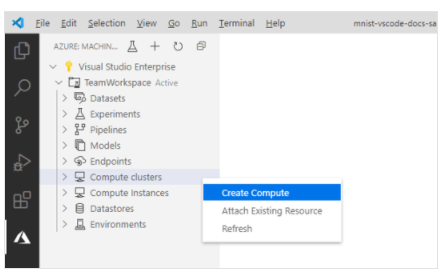 File Edit Selection View Go Run Terminal Help mnist-vscode-docs-sa
AZURE: MACHIN...
Visual Studio Enterprise
TeamWorkspace Active
Datasets
Experiments
Pipelines
Models
Endpoints
Compute clusters
Compute Instances
Datastores
Environments
Create Compute
Attach Existing Resource
Refresh